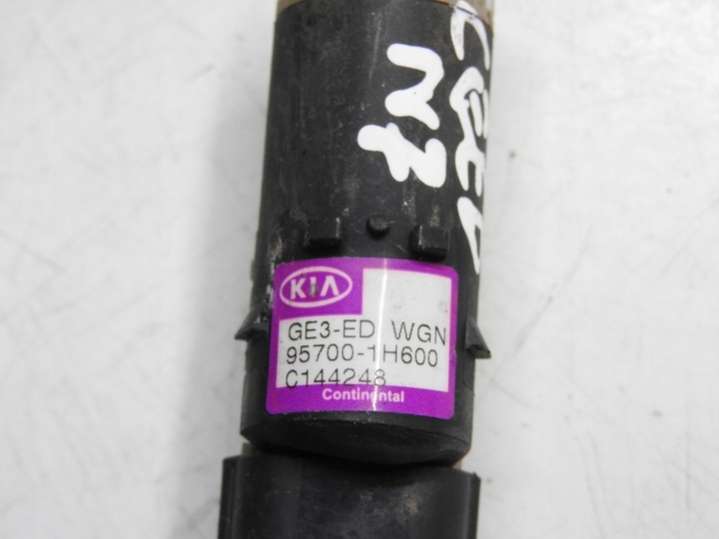 KIA
GE3-ED WGN
95700-1H600
C144248
Continental